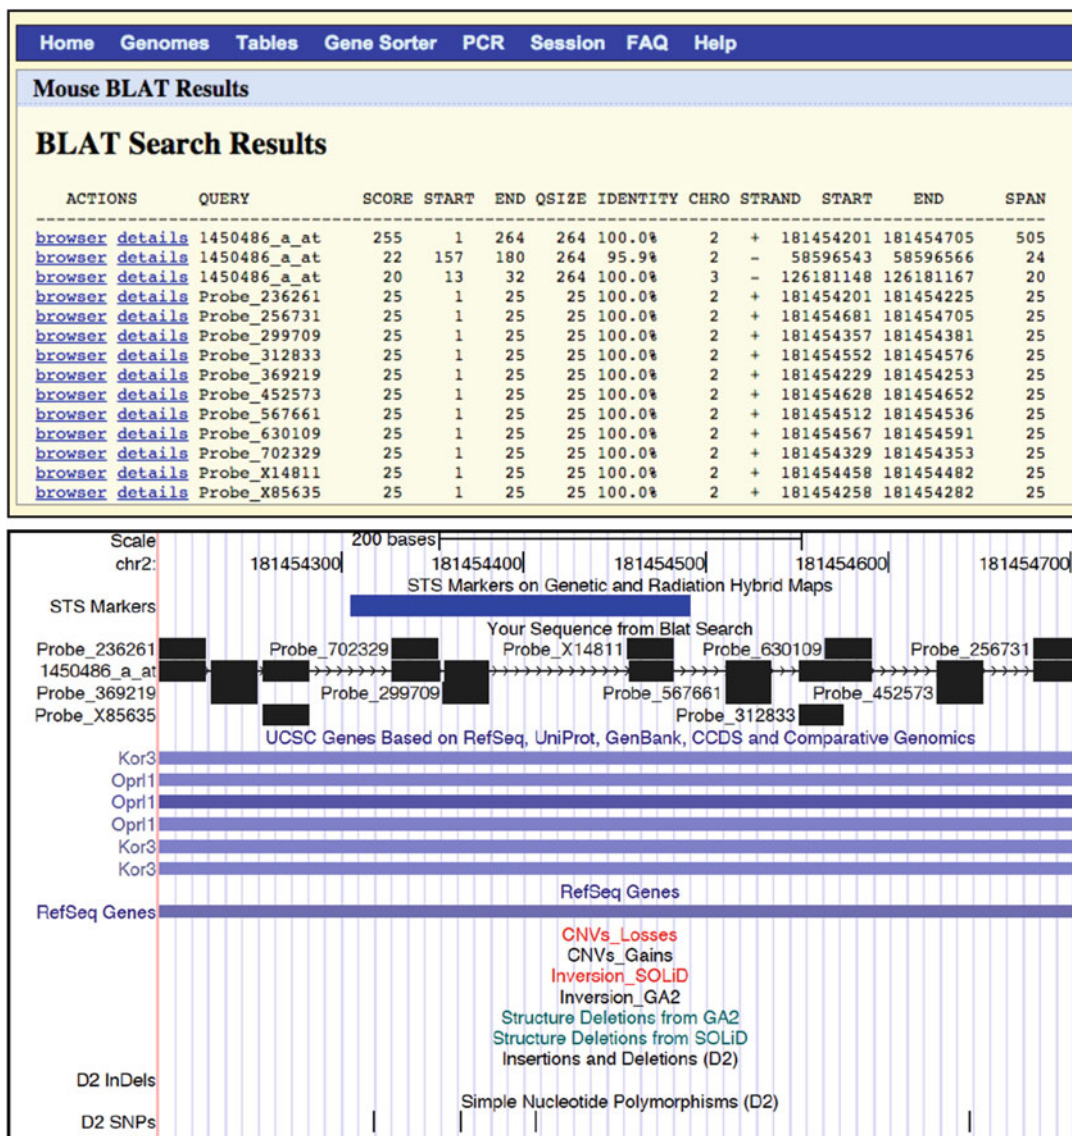 Home Genomes Tables Gene Sorter PCR Session FAQ Help
Mouse BLAT Results
BLAT Search Results
ACTIONS QUERY SCORE START END QSIZE IDENTITY CHRO STRAND START END SPAN
browser details 1450486_a_at 255 1 264 264 100.0% 2 + 181454201 181454705 505
browser details 1450486_a_at 22 157 180 264 95.9% 2 - 58596543 58596566 24
browser details 1450486_a_at 20 13 32 264 100.0% 3 - 126181148 126181167 20
browser details Probe_236261 25 1 25 25 100.0% 2 + 181454201 181454225 25
browser details Probe_256731 25 1 25 25 100.0% 2 + 181454681 181454705 25
browser details Probe_299709 25 1 25 25 100.0% 2 + 181454357 181454381 25
browser details Probe_312833 25 1 25 25 100.0% 2 + 181454552 181454576 25
browser details Probe_369219 25 1 25 25 100.0% 2 + 181454229 181454253 25
browser details Probe_452573 25 1 25 25 100.0% 2 + 181454628 181454652 25
browser details Probe_567661 25 1 25 25 100.0% 2 + 181454512 181454536 25
browser details Probe_630109 25 1 25 25 100.0% 2 + 181454567 181454591 25
browser details Probe_702329 25 1 25 25 100.0% 2 + 181454329 181454353 25
browser details Probe_X14811 25 1 25 25 100.0% 2 + 181454458 181454482 25
browser details Probe_X85635 25 1 25 25 100.0% 2 + 181454258 181454282 25
Scale 200 bases
chr2: 181454300 181454400 181454500 181454600 181454700
STS Markers on Genetic and Radiation Hybrid Maps
STS Markers
Your Sequence from Blat Search
Probe_236261 Probe_702329 Probe_X14811 Probe_630109 Probe_256731
1450486_a_at
Probe_369219 Probe_299709 Probe_567661 Probe_452573
Probe_X85635 Probe_312833
UCSC Genes Based on RefSeq, UniProt, GenBank, CCDS and Comparative Genomics
Kor3
Oprl1
Oprl1
Oprl1
Kor3
Kor3
RefSeq Genes
RefSeq Genes
CNVs_Losses
CNVs_Gains
Inversion_SOLiD
Inversion_GA2
Structure Deletions from GA2
Structure Deletions from SOLiD
Insertions and Deletions (D2)
D2 InDels
Simple Nucleotide Polymorphisms (D2)
D2 SNPs